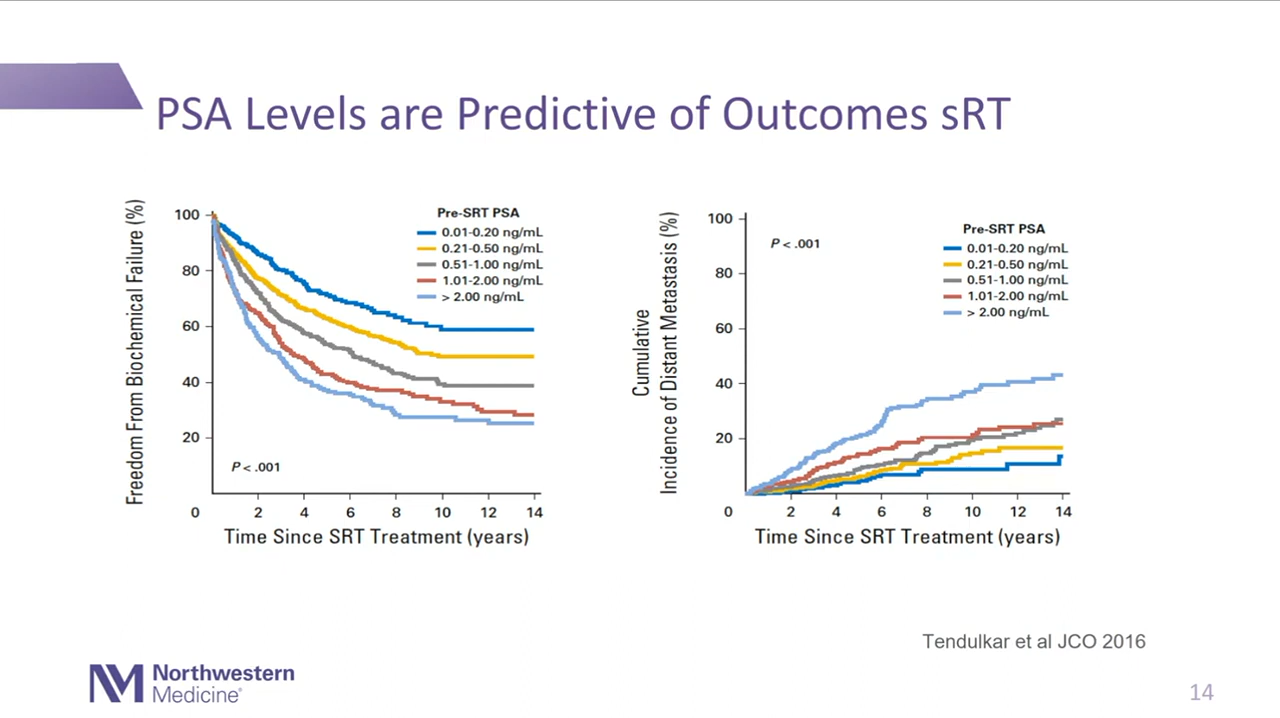 PSA Levels are Predictive of Outcomes sRT
Freedom From Biochemical Failure (%)
100
80
60
40
20
0
2
4
6
8
10
12
14
Time Since SRT Treatment (years)
Pre-SRT PSA
0.01-0.20 ng/mL
0.21-0.50 ng/mL
0.51-1.00 ng/mL
1.01-2.00 ng/mL
> 2.00 ng/mL
P < .001
Cumulative
Incidence of Distant Metastasis (%)
100
80
60
40
20
0
2
4
6
8
10
12
14
Time Since SRT Treatment (years)
P < .001
Pre-SRT PSA
0.01-0.20 ng/mL
0.21-0.50 ng/mL
0.51-1.00 ng/mL
1.01-2.00 ng/mL
> 2.00 ng/mL
Tendulkar et al JCO 2016
NM
Northwestern
Medicine®
14